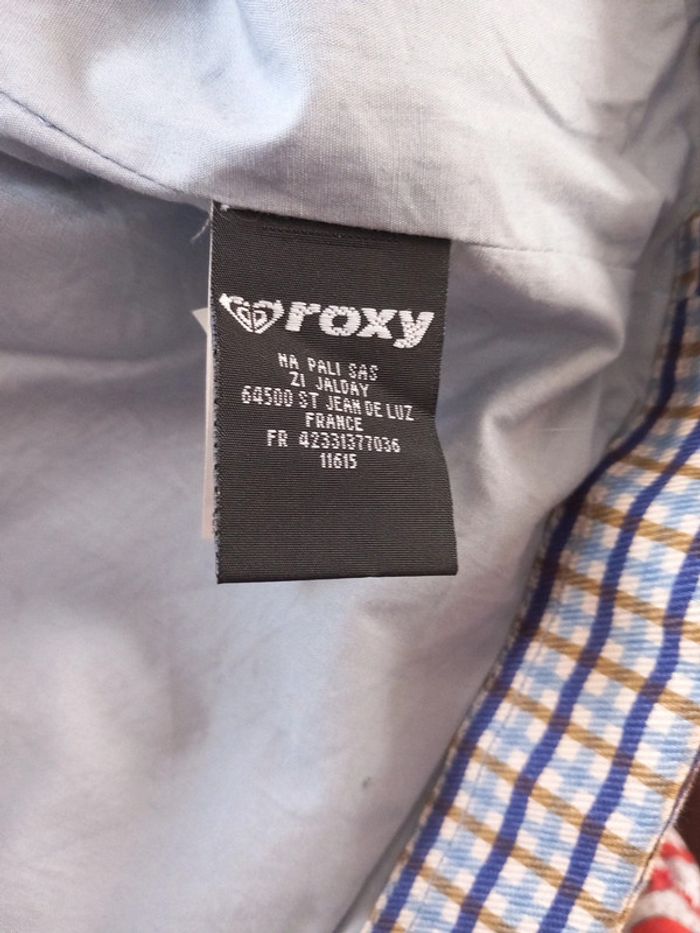 roxy
NA PALI SAS
ZI JALDAY
64500 ST JEAN DE LUZ
FRANCE
FR 42331377036
11615